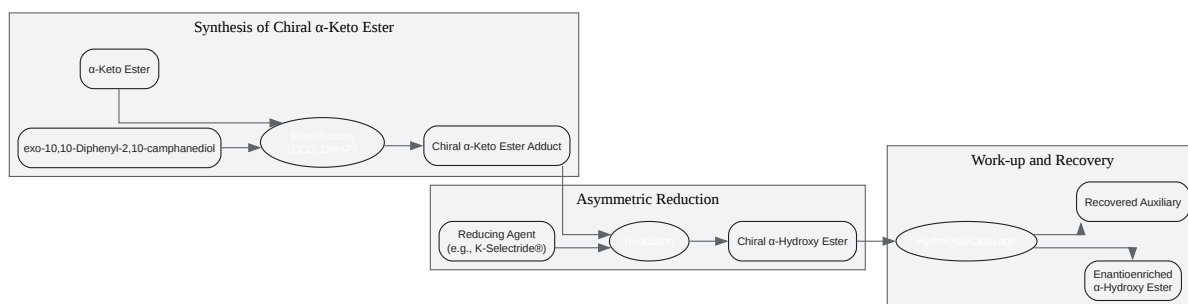 Synthesis of Chiral α-Keto Ester
α-Keto Ester
exo-10,10-Diphenyl-2,10-camphanediol
Esterification
(DCC, DMAP)
Chiral α-Keto Ester Adduct
Asymmetric Reduction
Reducing Agent
(e.g., K-Selectride®)
Reduction
Chiral α-Hydroxy Ester
Work-up and Recovery
Hydrolysis/Cleavage
Recovered Auxiliary
Enantioenriched
α-Hydroxy Ester